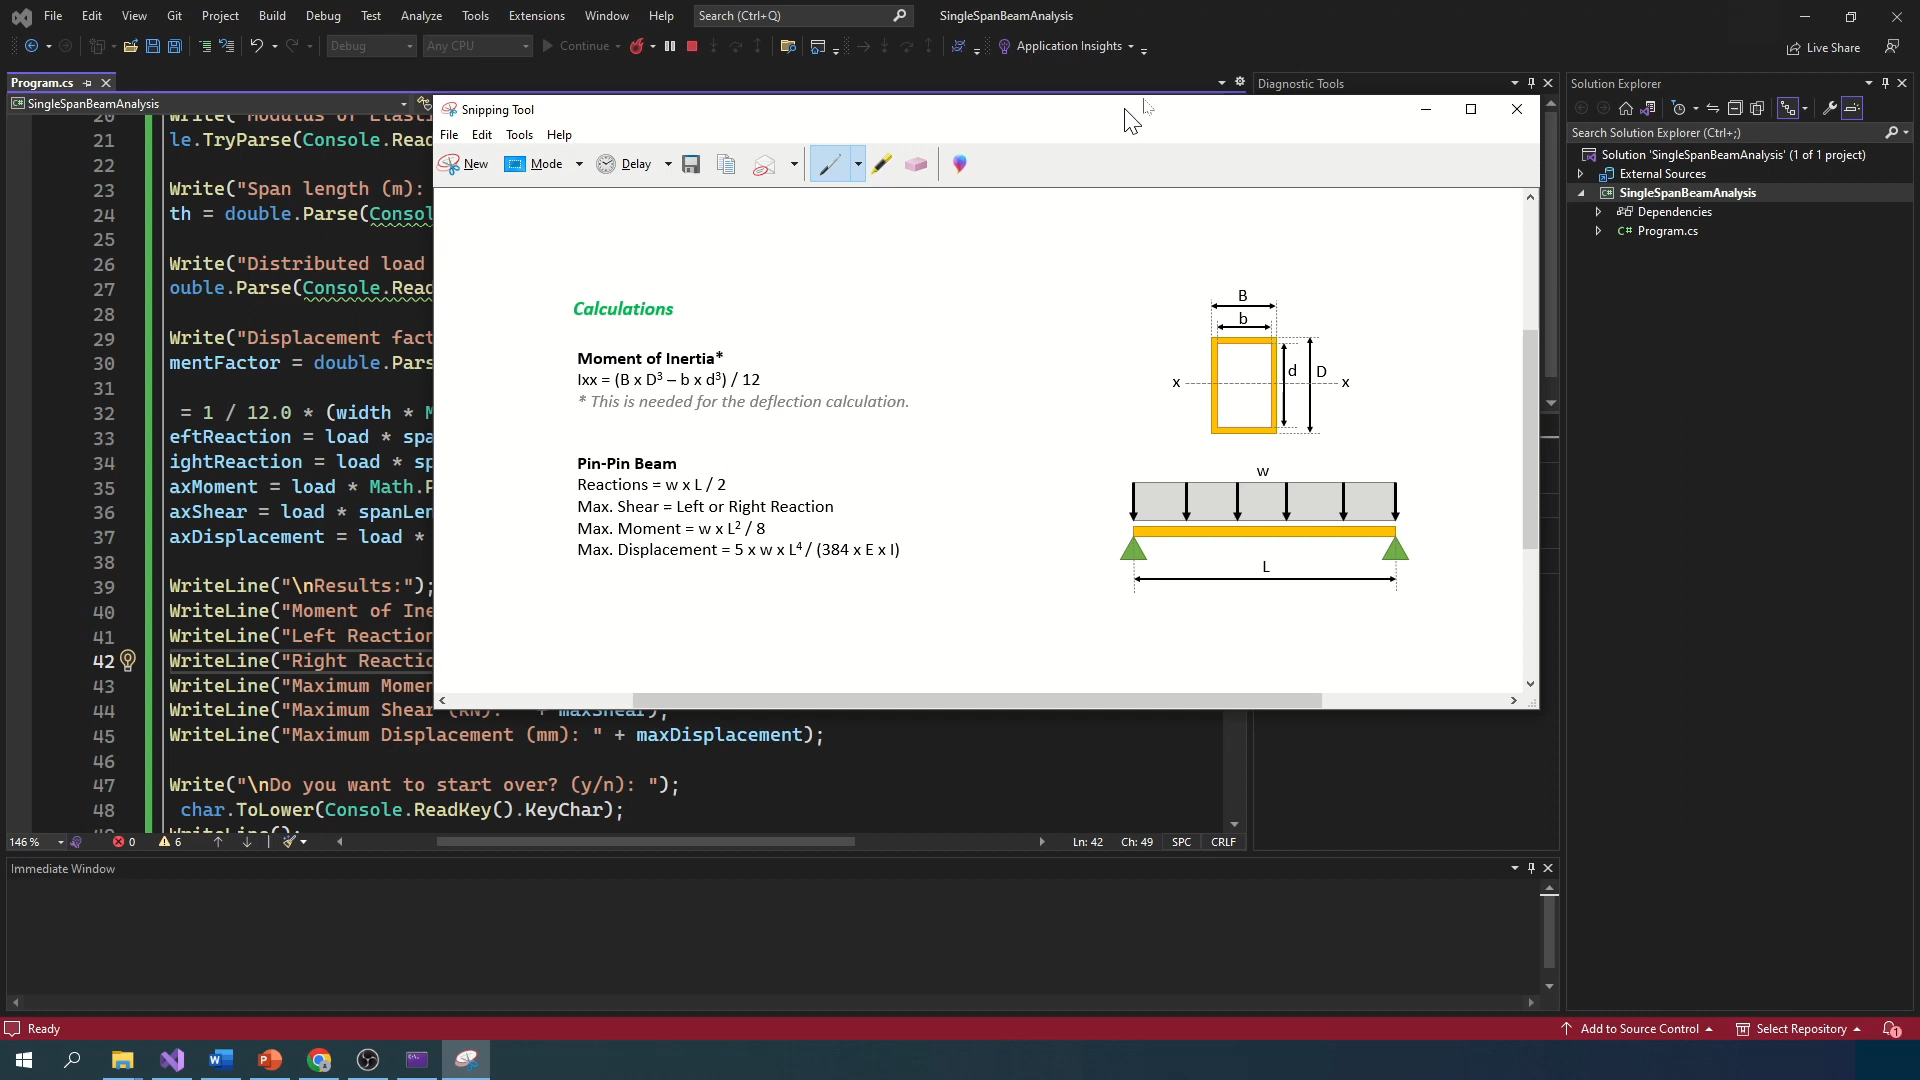 File Edit View Git Project Build Debug Test Analyze Tools Extensions Window Help Search (Ctrl+Q) SingleSpanBeamAnalysis
Debug Any CPU Continue Application Insights Live Share
Program.cs
Diagnostic Tools
Solution Explorer
SingleSpanBeamAnalysis
Search Solution Explorer (Ctrl+;)
Solution 'SingleSpanBeamAnalysis' (1 of 1 project)
External Sources
SingleSpanBeamAnalysis
Dependencies
C# Program.cs
Snipping Tool
File Edit Tools Help
New Mode Delay
Calculations
Moment of Inertia*
Ixx = (B x D³ – b x d³) / 12
* This is needed for the deflection calculation.
Pin-Pin Beam
Reactions = w x L / 2
Max. Shear = Left or Right Reaction
Max. Moment = w x L² / 8
Max. Displacement = 5 x w x L⁴ / (384 x E x I)
B
b
d D
x x
w
L
21 le.TryParse(Console.Read
22
23 Write("Span length (m):
24 th = double.Parse(Consol
25
26 Write("Distributed load
27 ouble.Parse(Console.Read
28
29 Write("Displacement fact
30 mentFactor = double.Pars
31
32 = 1 / 12.0 * (width * M
33 eftReaction = load * spa
34 ightReaction = load * sp
35 axMoment = load * Math.P
36 axShear = load * spanLen
37 axDisplacement = load *
38
39 WriteLine("\nResults:");
40 WriteLine("Moment of Ine
41 WriteLine("Left Reaction
42 WriteLine("Right Reactio
43 WriteLine("Maximum Momen
44 WriteLine("Maximum Shear (kN): " + maxShear);
45 WriteLine("Maximum Displacement (mm): " + maxDisplacement);
46
47 Write("\nDo you want to start over? (y/n): ");
48 char.ToLower(Console.ReadKey().KeyChar);
146 % 0 6 Ln: 42 Ch: 49 SPC CRLF
Immediate Window
Ready Add to Source Control Select Repository 1